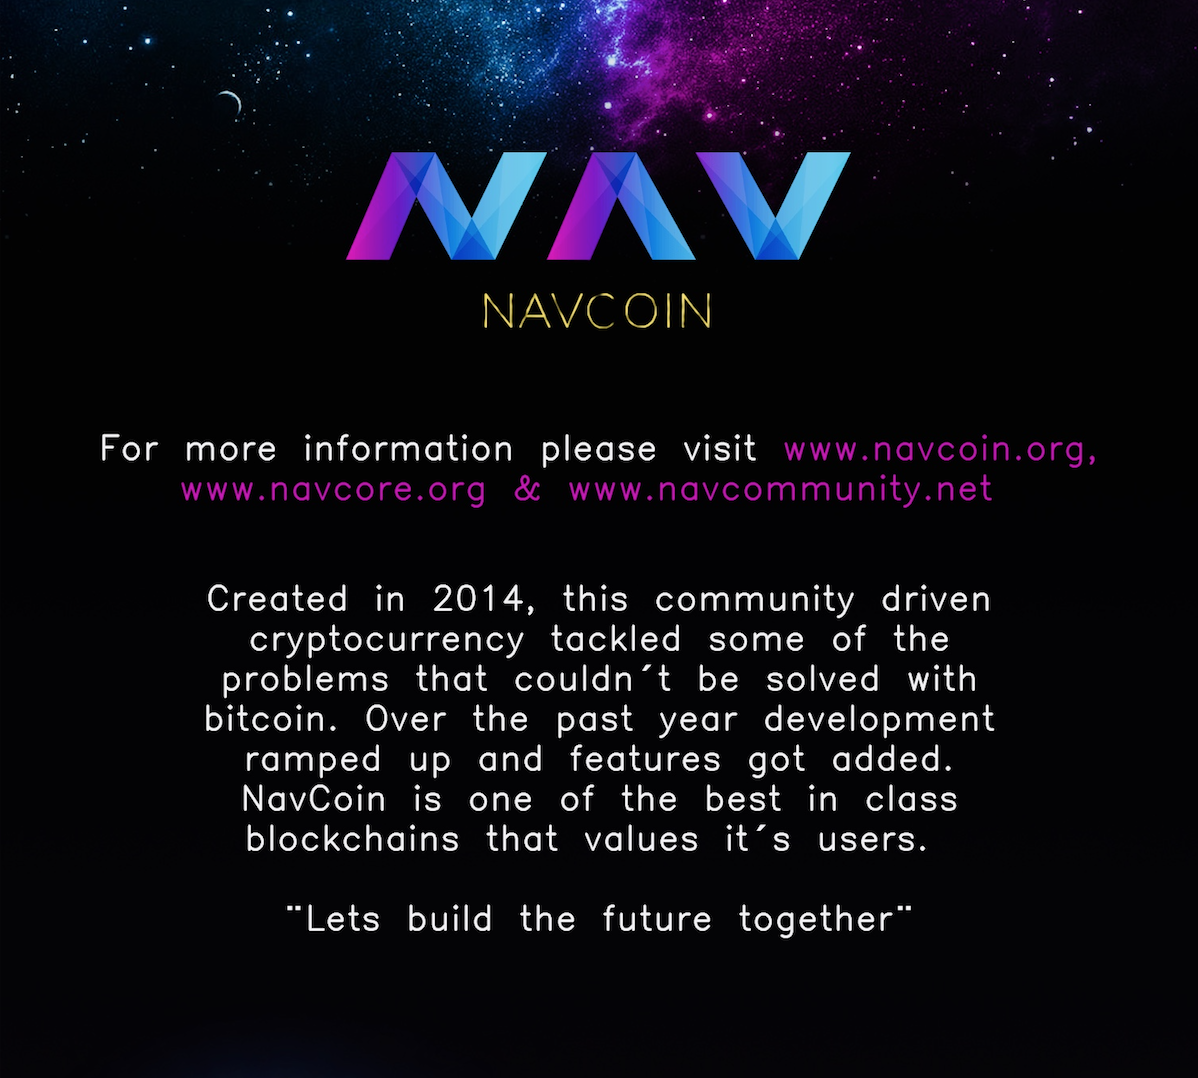 NAV
NAVCOIN
For more information please visit www.navcoin.org,
www.navcore.org & www.navcommunity.net
Created in 2014, this community driven
cryptocurrency tackled some of the
problems that couldn´t be solved with
bitcoin. Over the past year development
ramped up and features got added.
NavCoin is one of the best in class
blockchains that values it´s users.
¨Lets build the future together¨